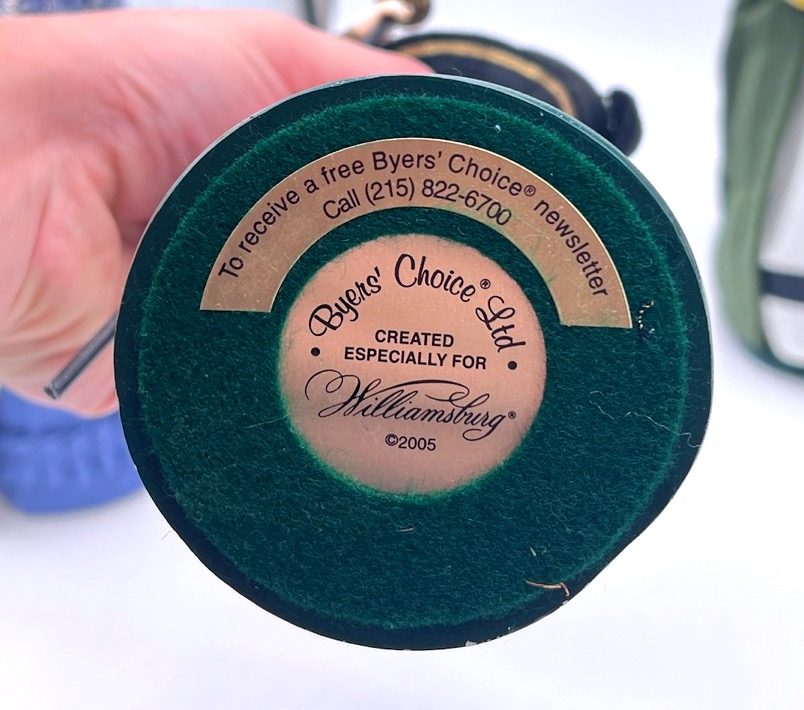 To receive a free Byers' Choice® newsletter
Call (215) 822-6700
Byers' Choice® Ltd
• CREATED •
ESPECIALLY FOR
Williamsburg®
©2005